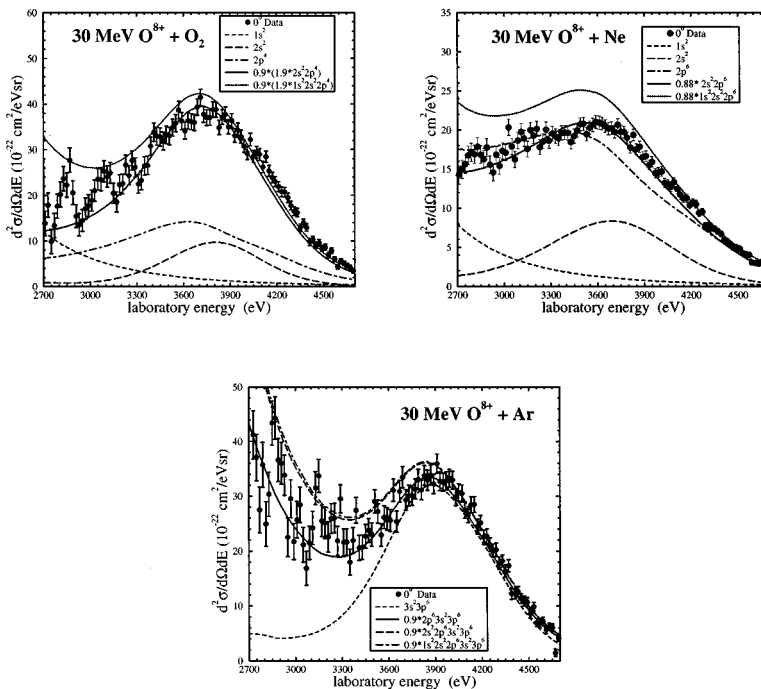 30 MeV O⁸⁺ + O₂
0° Data
1s²
2s²
2p⁴
0.9*(1.9*2s²2p⁴)
0.9*(1.9*1s²2s²2p⁴)
d²σ/dΩdE (10⁻²² cm²/eVsr)
60
50
40
30
20
10
0
2700 3000 3300 3600 3900 4200 4500
laboratory energy (eV)
30 MeV O⁸⁺ + Ne
0° Data
1s²
2s²
2p⁶
0.88* 2s²2p⁶
0.88*1s²2s²2p⁶
d²σ/dΩdE (10⁻²² cm²/eVsr)
35
30
25
20
15
10
5
0
2700 3000 3300 3600 3900 4200 4500
laboratory energy (eV)
30 MeV O⁸⁺ + Ar
0° Data
3s²3p⁶
0.9*2p⁶3s²3p⁶
0.9*2s²2p⁶3s²3p⁶
0.9*1s²2s²2p⁶3s²3p⁶
d²σ/dΩdE (10⁻²² cm²/eVsr)
50
40
30
20
10
0
2700 3000 3300 3600 3900 4200 4500
laboratory energy (eV)